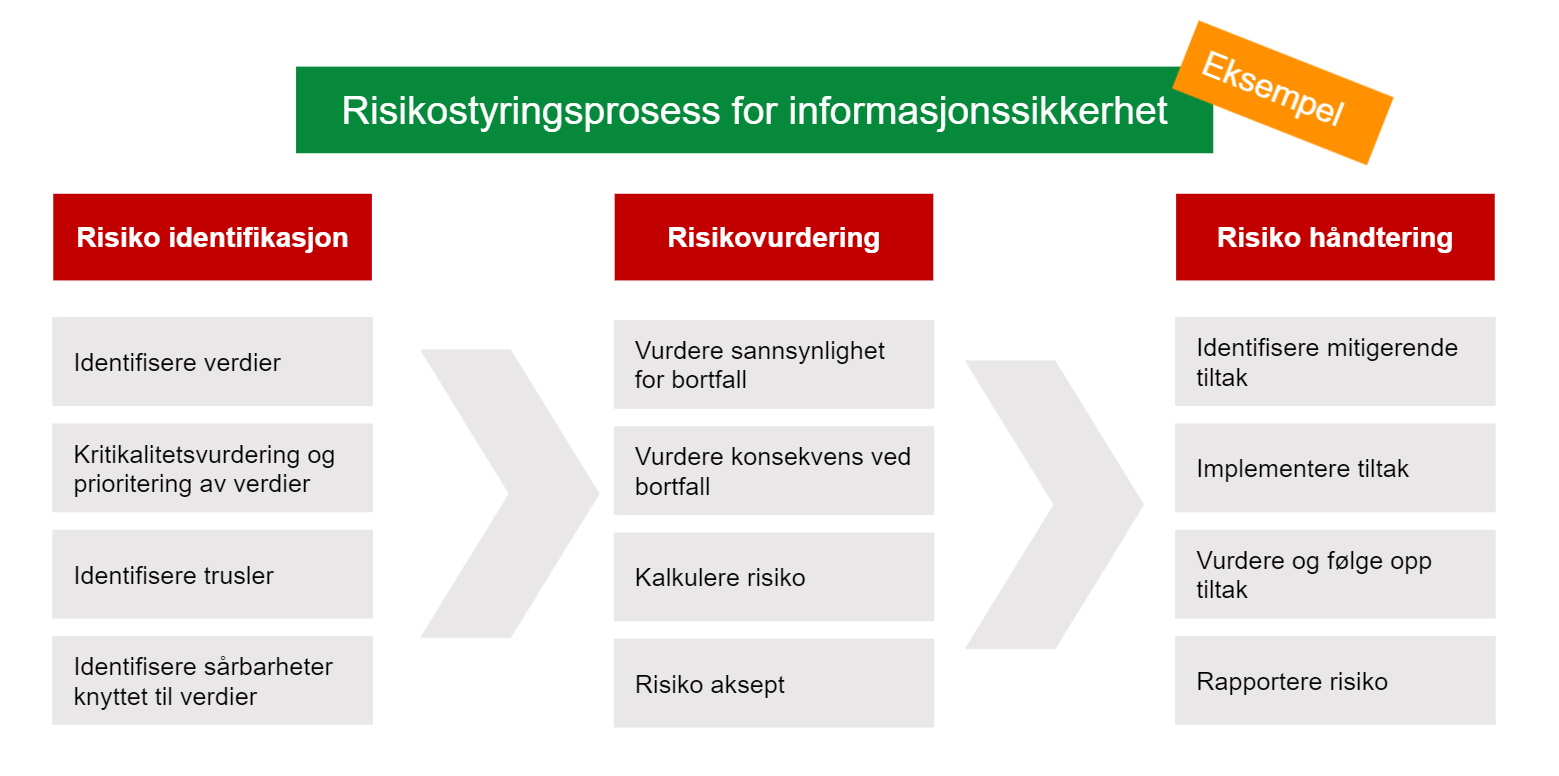 Risikostyringsprosess for informasjonssikkerhet
Eksempel
Risiko identifikasjon
Identifisere verdier
Kritikalitetsvurdering og
prioritering av verdier
Identifisere trusler
Identifisere sårbarheter
knyttet til verdier
Risikovurdering
Vurdere sannsynlighet
for bortfall
Vurdere konsekvens ved
bortfall
Kalkulere risiko
Risiko aksept
Risiko håndtering
Identifisere mitigerende
tiltak
Implementere tiltak
Vurdere og følge opp
tiltak
Rapportere risiko